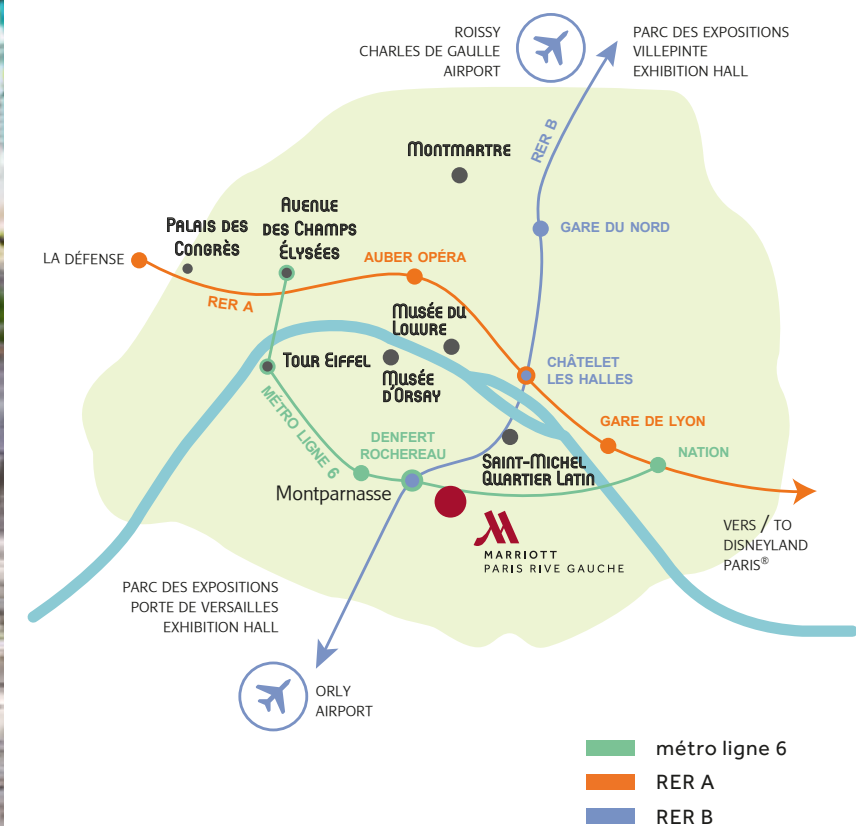 ROISSY
CHARLES DE GAULLE
AIRPORT
PARC DES EXPOSITIONS
VILLEPINTE
EXHIBITION HALL
RER B
MONTMARTRE
GARE DU NORD
AVENUE
DES CHAMPS
ÉLYSÉES
PALAIS DES
CONGRÈS
LA DÉFENSE
AUBER OPÉRA
RER A
MUSÉE DU
LOUVRE
TOUR EIFFEL
MUSÉE
D'ORSAY
CHÂTELET
LES HALLES
MÉTRO LIGNE 6
DENFERT
ROCHEREAU
GARE DE LYON
NATION
SAINT-MICHEL
QUARTIER LATIN
Montparnasse
MARRIOTT
PARIS RIVE GAUCHE
VERS / TO
DISNEYLAND
PARIS®
PARC DES EXPOSITIONS
PORTE DE VERSAILLES
EXHIBITION HALL
ORLY
AIRPORT
métro ligne 6
RER A
RER B